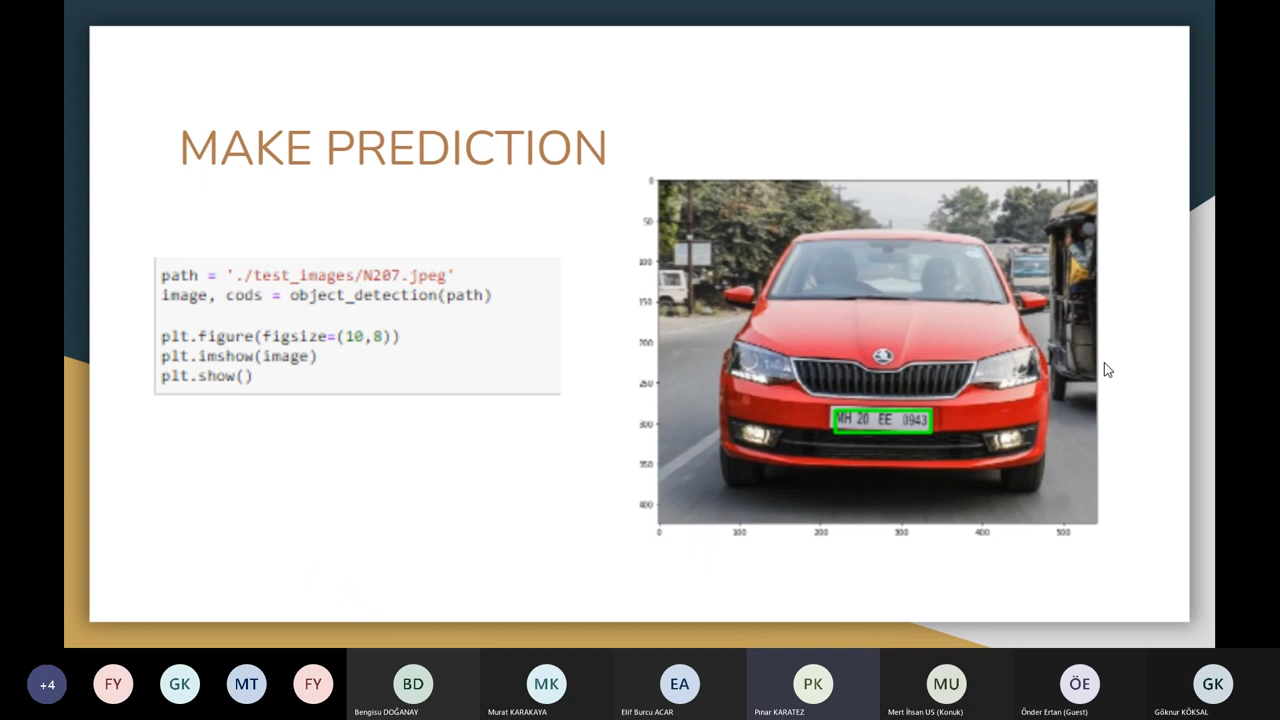 MAKE PREDICTION
path = './test_images/N207.jpeg'
image, cods = object_detection(path)
plt.figure(figsize=(10,8))
plt.imshow(image)
plt.show()
0
50
100
150
200
250
300
350
400
0
100
200
300
400
500
MH 20 EE 0943
+4
FY
GK
MT
FY
BD
MK
EA
PK
MU
ÖE
GK
Bengisu DOĞANAY
Murat KARAKAYA
Elif Burcu ACAR
Pınar KARATEZ
Mert İhsan US (Konuk)
Önder Ertan (Guest)
Göknur KÖKSAL